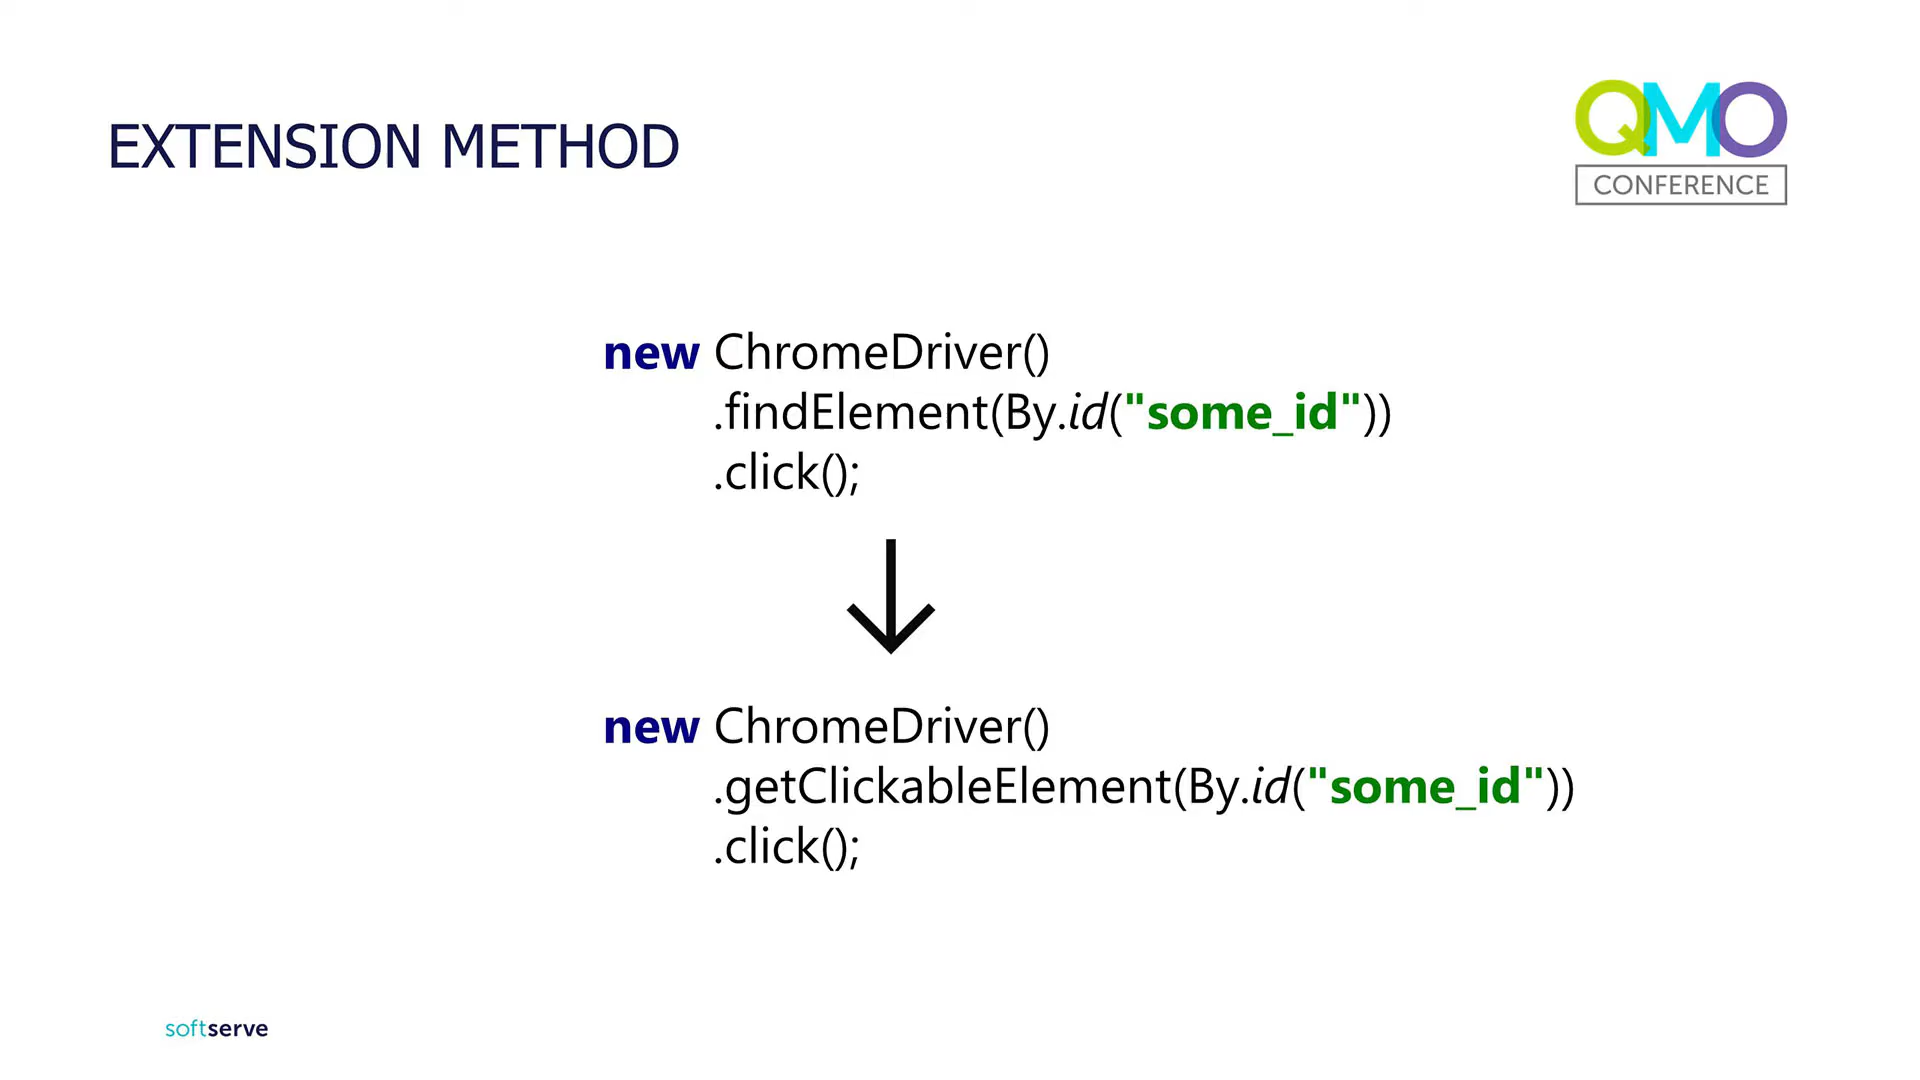 EXTENSION METHOD
QMO
CONFERENCE
new ChromeDriver()
.findElement(By.id("some_id"))
.click();
new ChromeDriver()
.getClickableElement(By.id("some_id"))
.click();
softserve